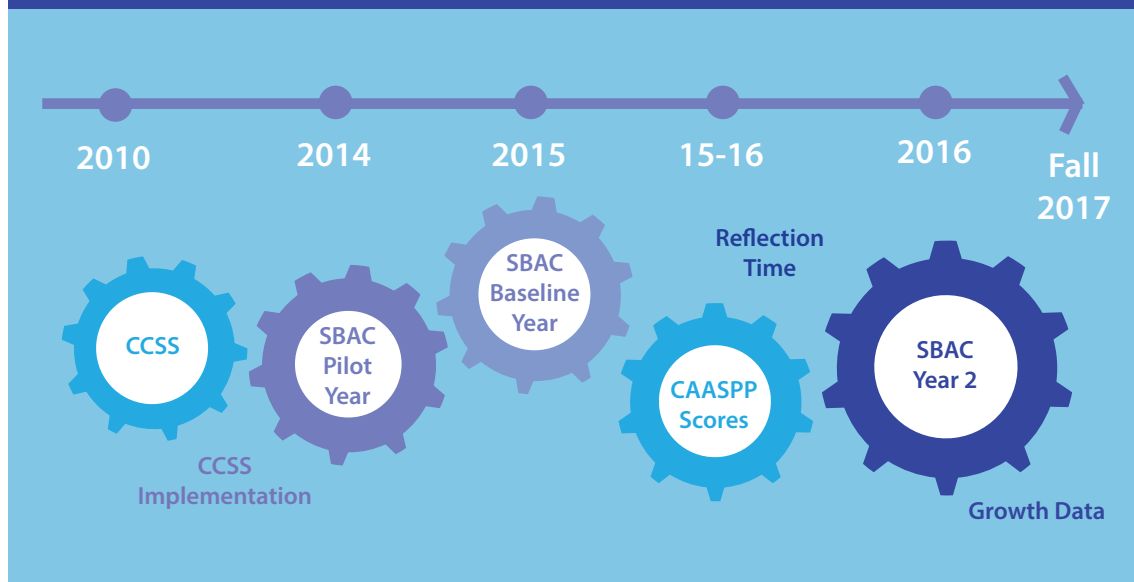 2010
2014
2015
15-16
2016
Fall
2017
CCSS
SBAC
Pilot
Year
SBAC
Baseline
Year
CAASPP
Scores
SBAC
Year 2
CCSS
Implementation
Reflection
Time
Growth Data